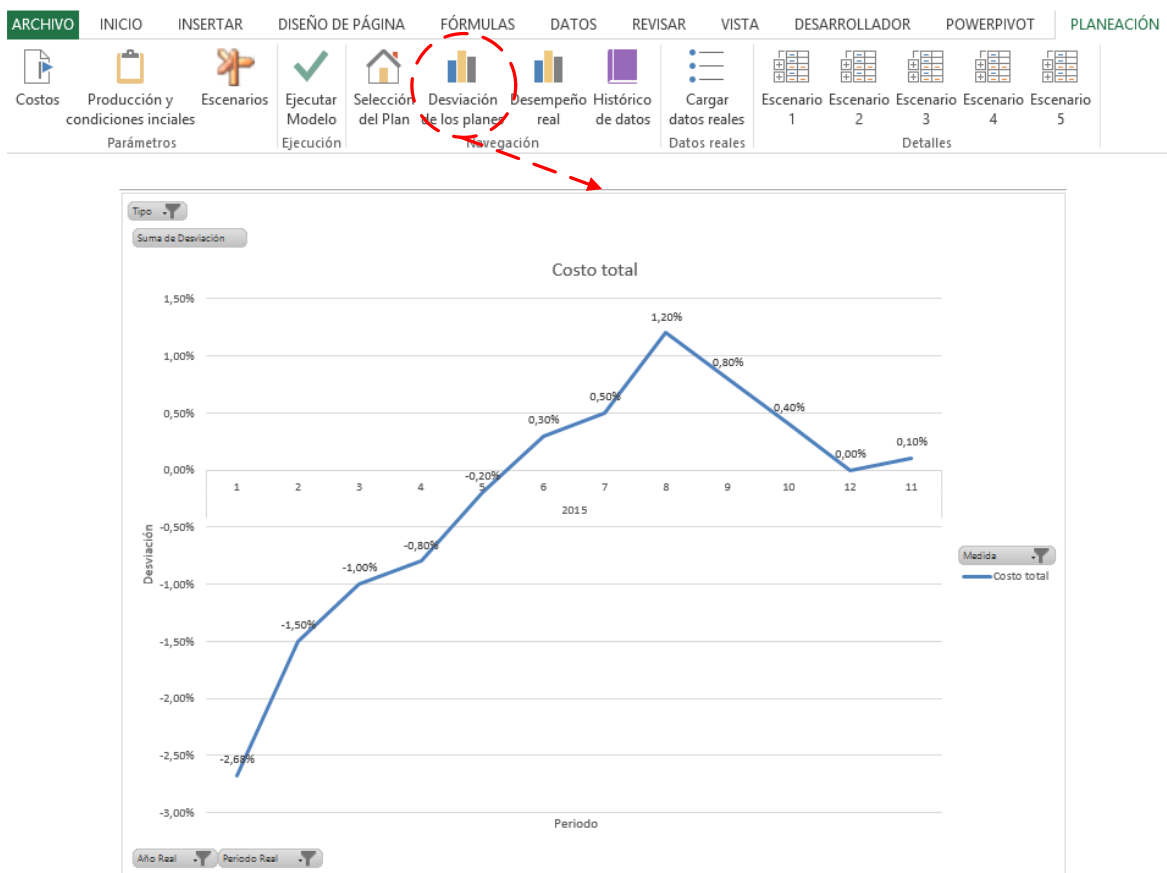 ARCHIVO INICIO INSERTAR DISEÑO DE PÁGINA FÓRMULAS DATOS REVISAR VISTA DESARROLLADOR POWERPIVOT PLANEACIÓN
Costos Producción y Escenarios Ejecutar Selección Desviación Desempeño Histórico Cargar Escenario Escenario Escenario Escenario Escenario
condiciones inciales Modelo del Plan de los planes real de datos datos reales 1 2 3 4 5
Parámetros Ejecución Navegación Datos reales Detalles
Tipo
Suma de Desviación
Costo total
1,50%
1,20%
1,00%
0,80%
0,50%
0,50%
0,40%
0,30%
0,10%
0,00%
0,00%
-0,20%
1 2 3 4 5 6 7 8 9 10 12 11
2015
-0,50%
-0,80%
Desviación
-1,00%
-1,00%
Medida
Costo total
-1,50%
-1,50%
-2,00%
-2,50%
-2,68%
-3,00%
Periodo
Año Real Periodo Real